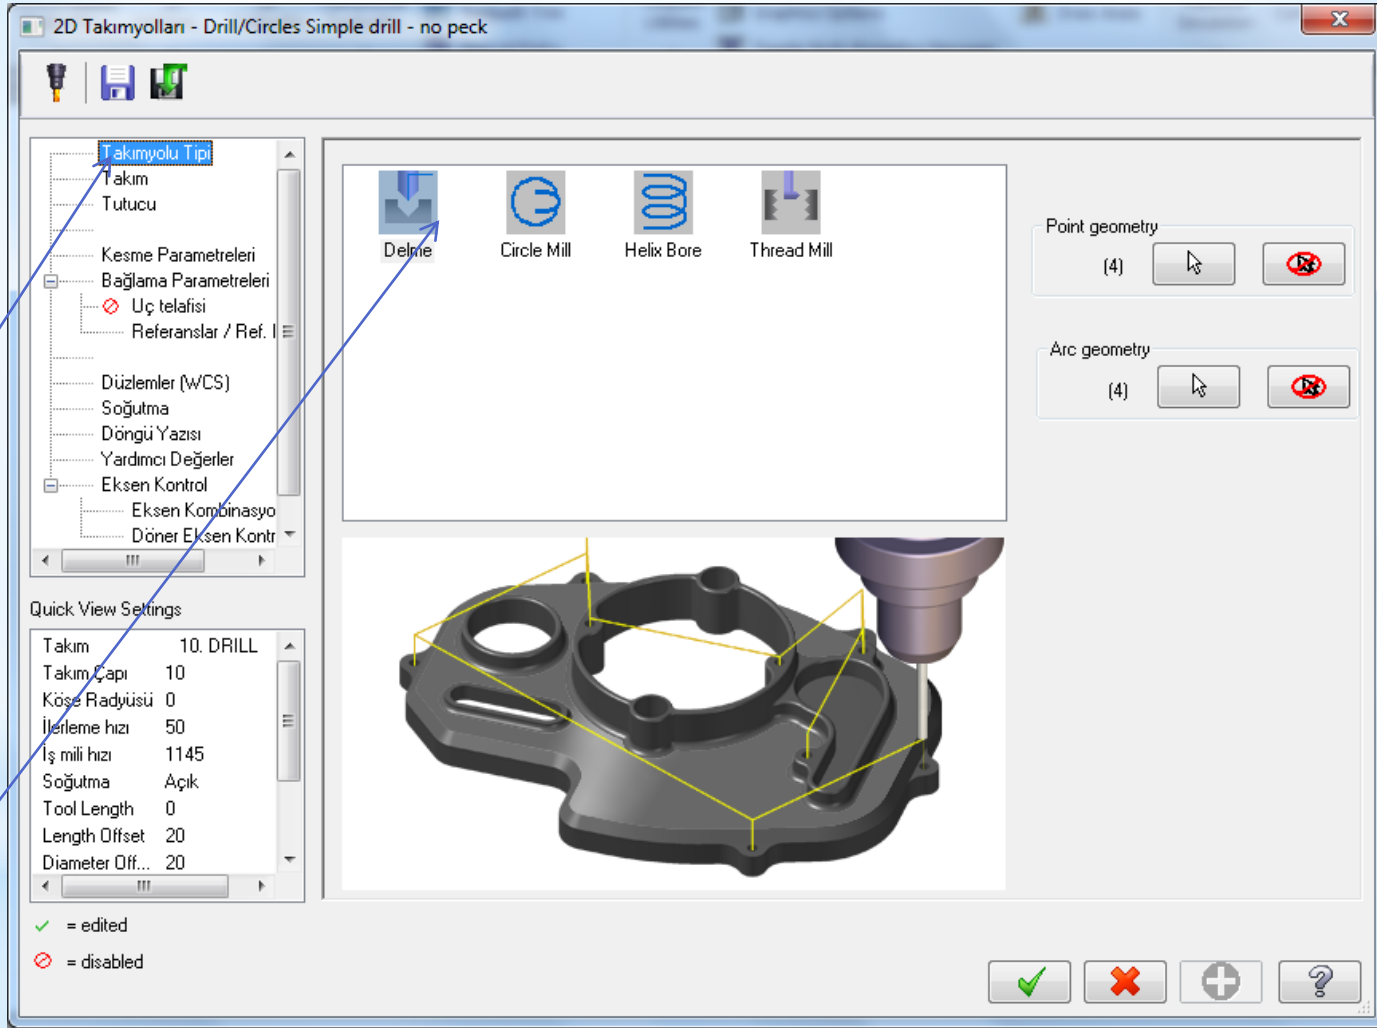 2D Takımyolları - Drill/Circles Simple drill - no peck
Takımyolu Tipi
Takım
Tutucu
Kesme Parametreleri
Bağlama Parametreleri
Uç telafisi
Referanslar / Ref. I
Düzlemler (WCS)
Soğutma
Döngü Yazısı
Yardımcı Değerler
Eksen Kontrol
Eksen Kombinasyo
Döner Eksen Kontr
Delme
Circle Mill
Helix Bore
Thread Mill
Point geometry
(4)
Arc geometry
(4)
Quick View Settings
Takım 10. DRILL
Takım Çapı 10
Köşe Radyüsü 0
İlerleme hızı 50
İş mili hızı 1145
Soğutma Açık
Tool Length 0
Length Offset 20
Diameter Off... 20
= edited
= disabled